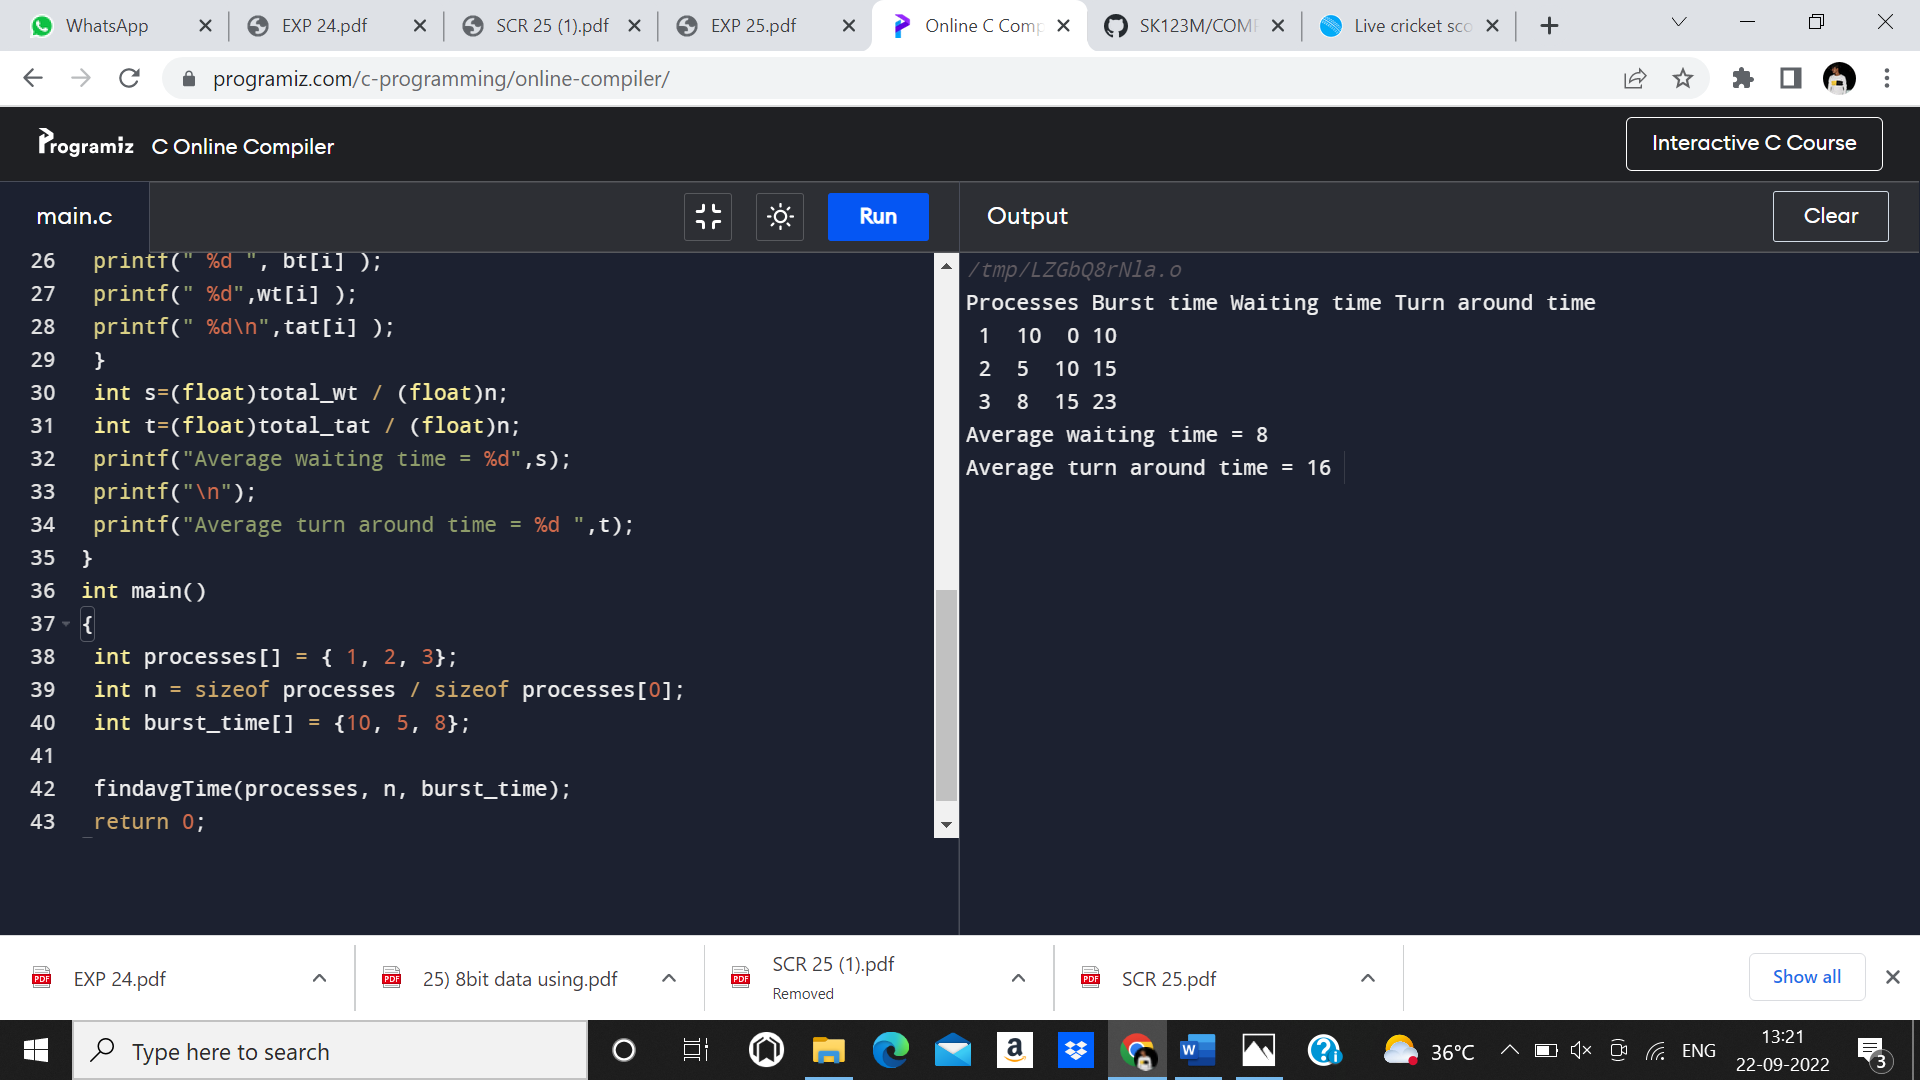 WhatsApp
EXP 24.pdf
SCR 25 (1).pdf
EXP 25.pdf
Online C Comp
SK123M/COMP
Live cricket sco
programiz.com/c-programming/online-compiler/
Programiz C Online Compiler
Interactive C Course
main.c
Run
Output
Clear
26 printf(" %d ", bt[i] );
27 printf(" %d",wt[i] );
28 printf(" %d\n",tat[i] );
29 }
30 int s=(float)total_wt / (float)n;
31 int t=(float)total_tat / (float)n;
32 printf("Average waiting time = %d",s);
33 printf("\n");
34 printf("Average turn around time = %d ",t);
35 }
36 int main()
37 {
38 int processes[] = { 1, 2, 3};
39 int n = sizeof processes / sizeof processes[0];
40 int burst_time[] = {10, 5, 8};
41
42 findavgTime(processes, n, burst_time);
43 return 0;
/tmp/LZGbQ8rNla.o
Processes Burst time Waiting time Turn around time
1 10 0 10
2 5 10 15
3 8 15 23
Average waiting time = 8
Average turn around time = 16
EXP 24.pdf
25) 8bit data using.pdf
SCR 25 (1).pdf
Removed
SCR 25.pdf
Show all
Type here to search
36°C
ENG
13:21
22-09-2022
3